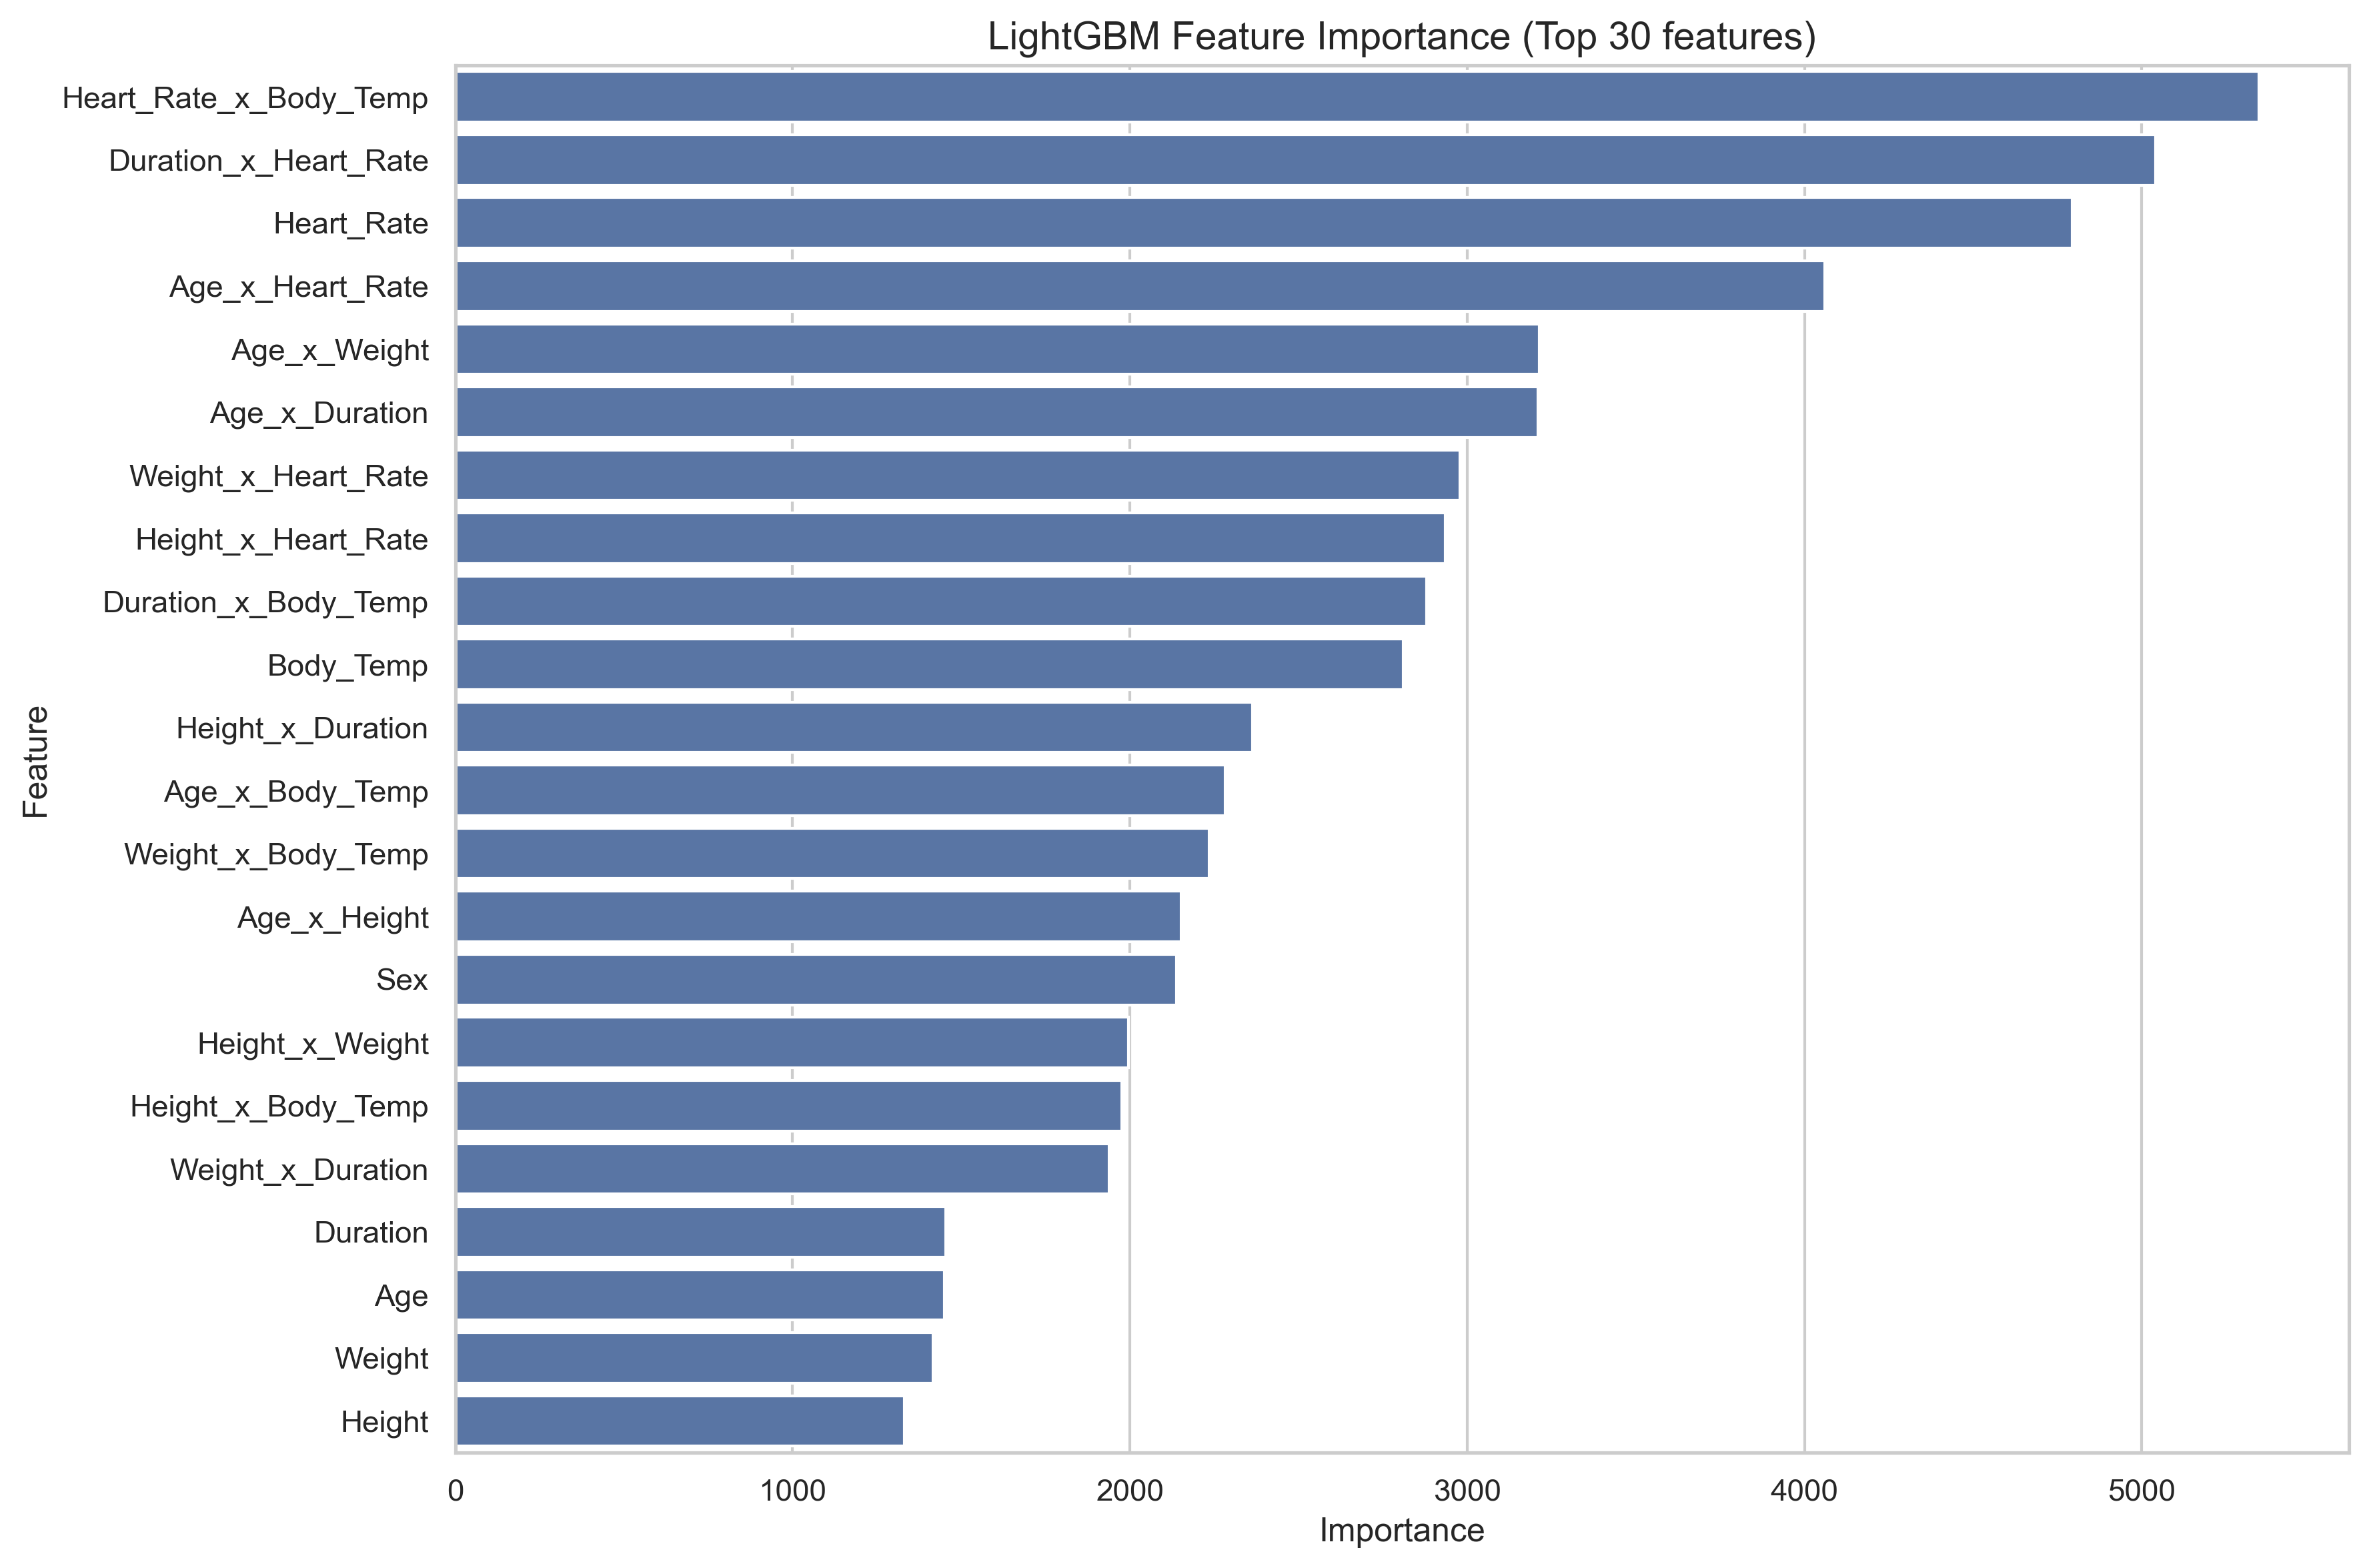 LightGBM Feature Importance (Top 30 features)
Heart_Rate_x_Body_Temp
Duration_x_Heart_Rate
Heart_Rate
Age_x_Heart_Rate
Age_x_Weight
Age_x_Duration
Weight_x_Heart_Rate
Height_x_Heart_Rate
Duration_x_Body_Temp
Body_Temp
Height_x_Duration
Age_x_Body_Temp
Weight_x_Body_Temp
Age_x_Height
Sex
Height_x_Weight
Height_x_Body_Temp
Weight_x_Duration
Duration
Age
Weight
Height
Feature
0 1000 2000 3000 4000 5000
Importance